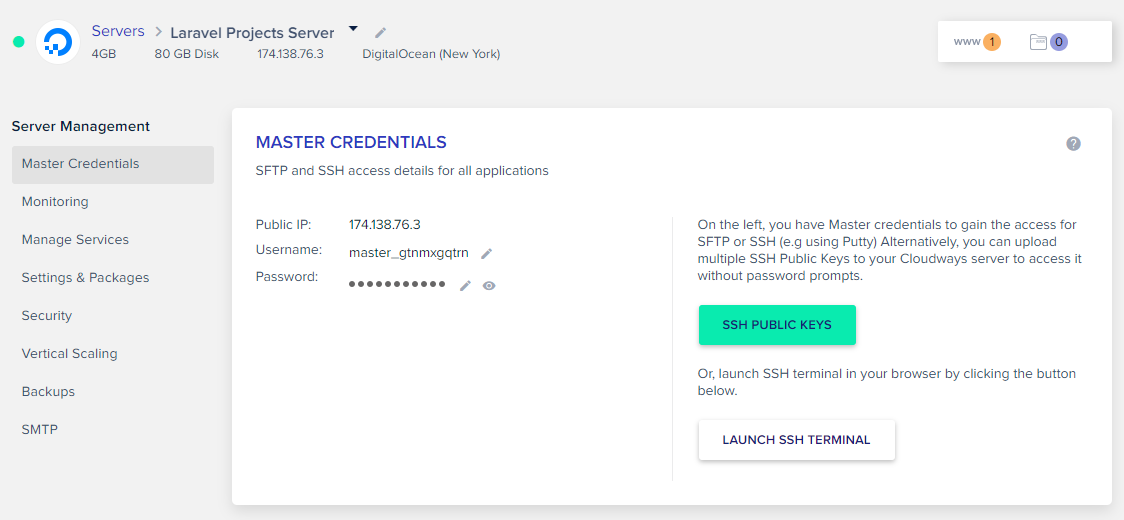 Servers > Laravel Projects Server
4GB 80 GB Disk 174.138.76.3 DigitalOcean (New York)
www 1 0
Server Management
Master Credentials
Monitoring
Manage Services
Settings & Packages
Security
Vertical Scaling
Backups
SMTP
MASTER CREDENTIALS
SFTP and SSH access details for all applications
Public IP: 174.138.76.3
Username: master_gtnmxgqtrn
Password: ●●●●●●●●●●●
On the left, you have Master credentials to gain the access for
SFTP or SSH (e.g using Putty) Alternatively, you can upload
multiple SSH Public Keys to your Cloudways server to access it
without password prompts.
SSH PUBLIC KEYS
Or, launch SSH terminal in your browser by clicking the button
below.
LAUNCH SSH TERMINAL